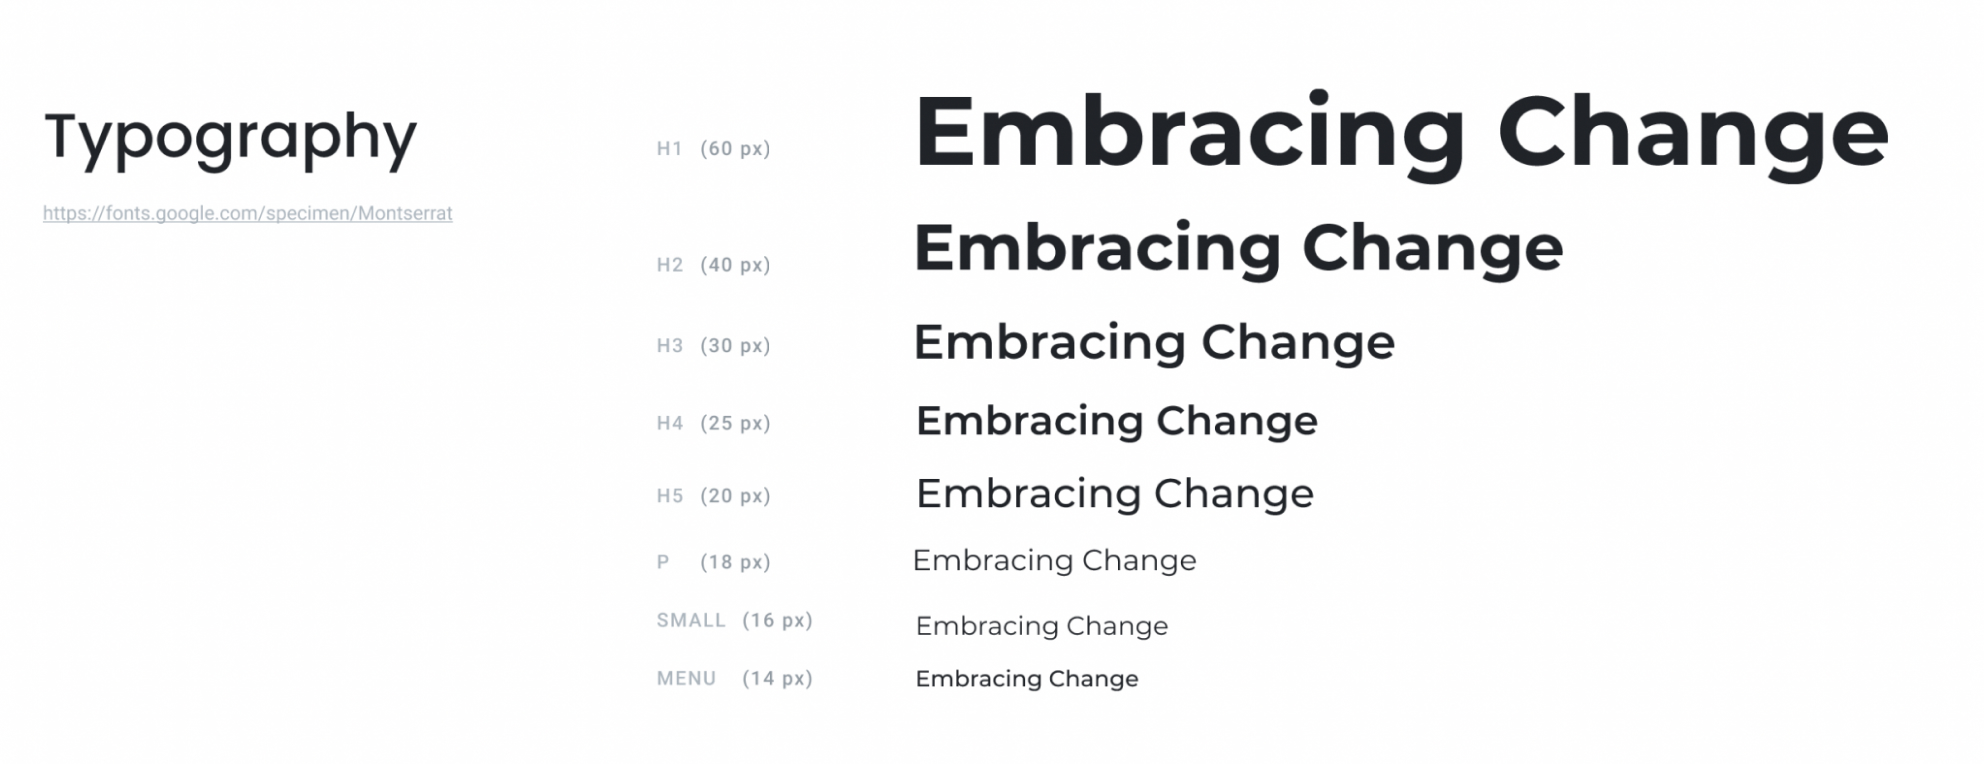 Typography
https://fonts.google.com/specimen/Montserrat
H1 (60 px) Embracing Change
H2 (40 px) Embracing Change
H3 (30 px) Embracing Change
H4 (25 px) Embracing Change
H5 (20 px) Embracing Change
P (18 px) Embracing Change
SMALL (16 px) Embracing Change
MENU (14 px) Embracing Change